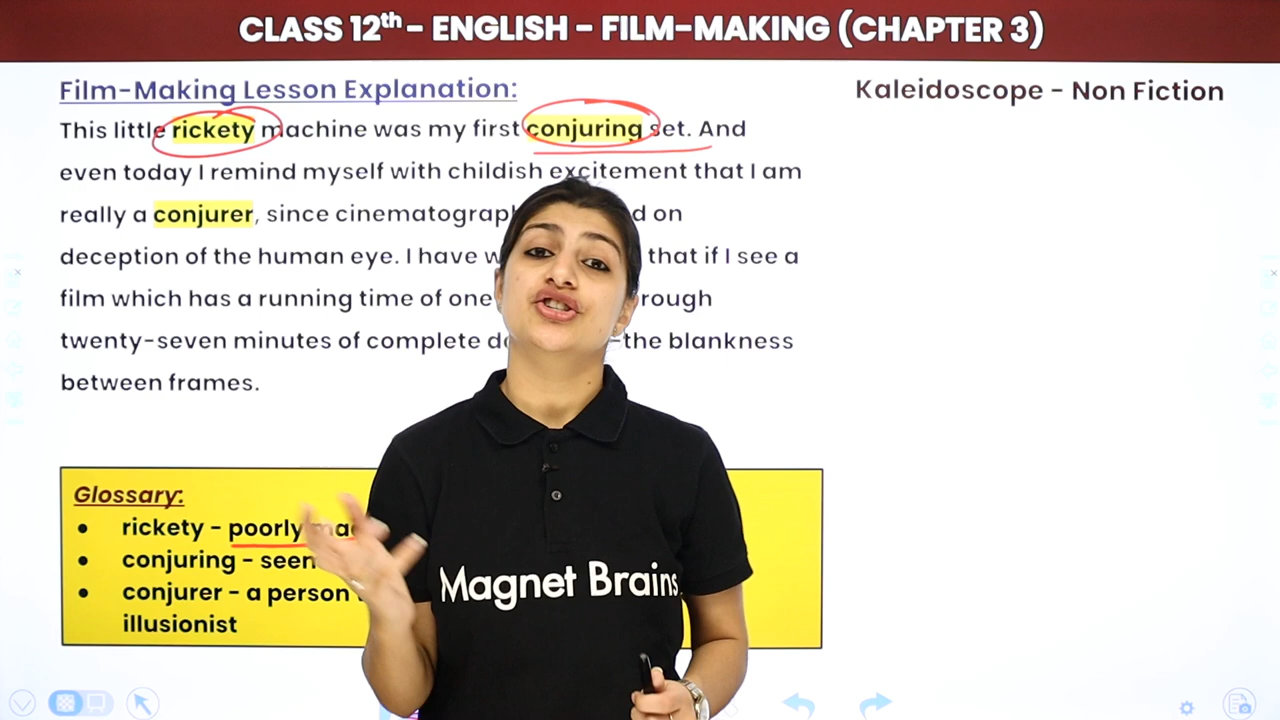 CLASS 12th - ENGLISH - FILM-MAKING (CHAPTER 3)
Film-Making Lesson Explanation:
Kaleidoscope - Non Fiction
This little rickety machine was my first conjuring set. And
even today I remind myself with childish excitement that I am
really a conjurer, since on
deception of the human eye. I have that if I see a
film which has a running time of one
twenty-seven minutes of complete -the blankness
between frames.
Glossary:
● rickety - poorly
● conjuring -
● conjurer - a person
illusionist
Magnet Brains